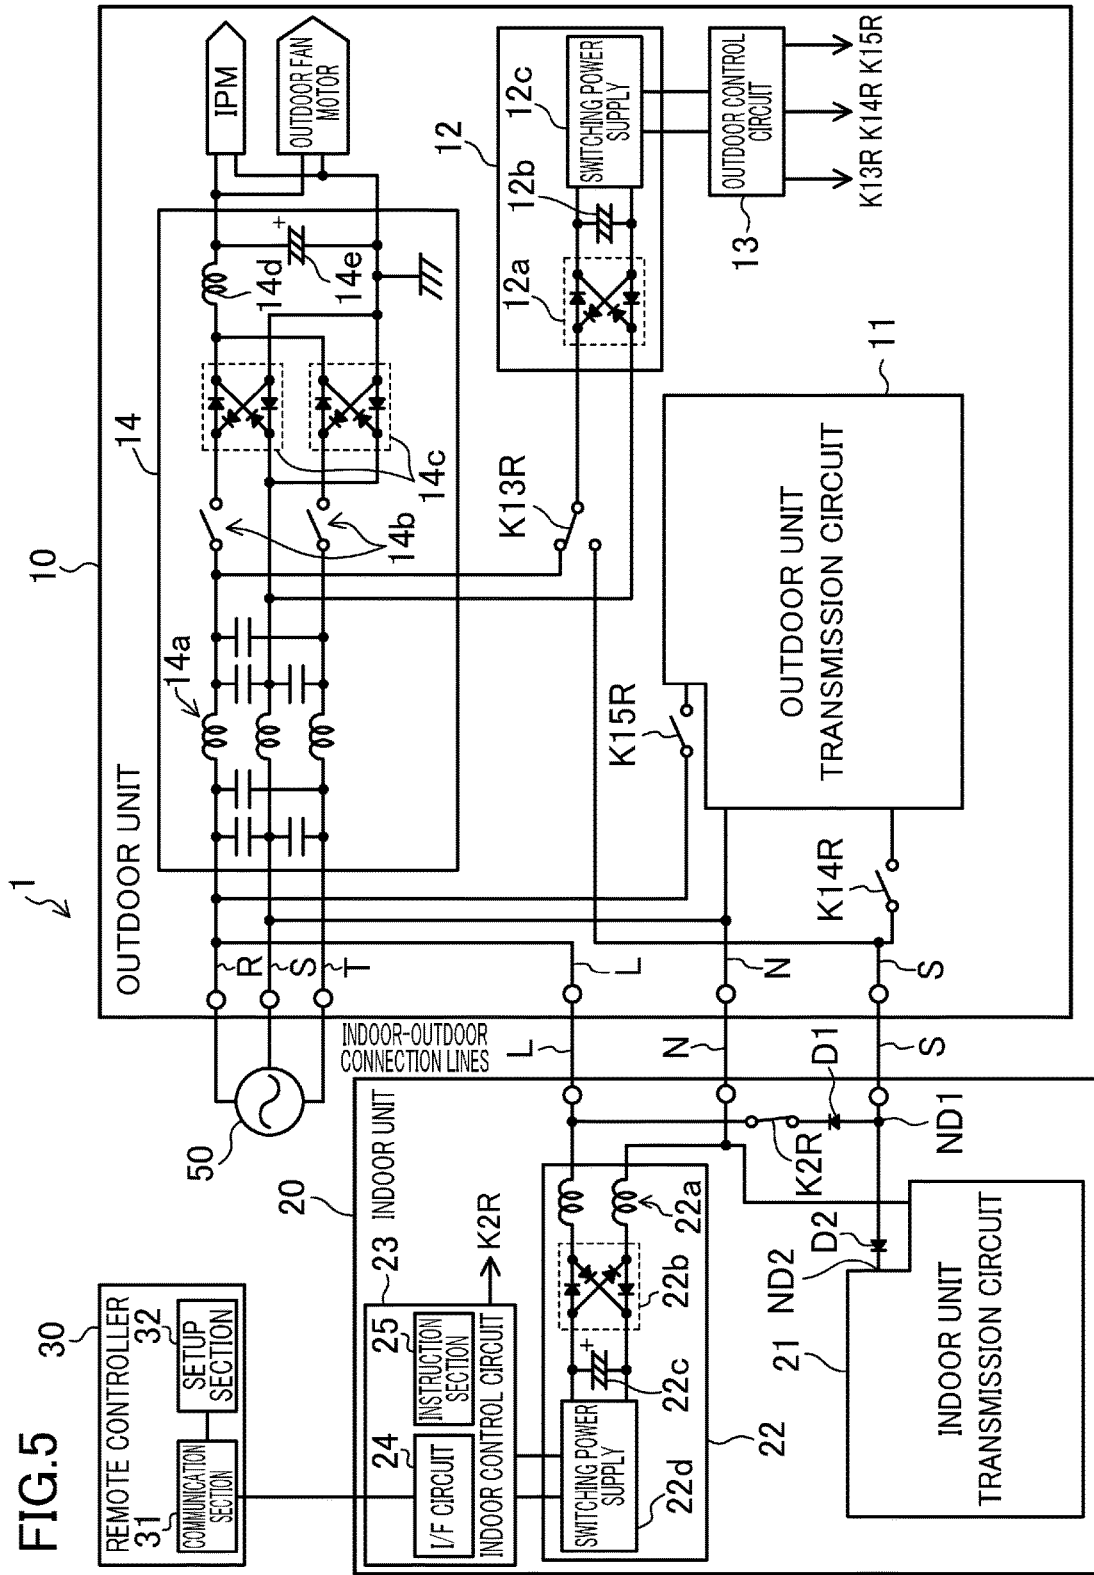 FIG.5
1
30
REMOTE CONTROLLER
31
COMMUNICATION
SECTION
32
SETUP
SECTION
20
INDOOR UNIT
23
24
I/F CIRCUIT
25
INSTRUCTION
SECTION
INDOOR CONTROL CIRCUIT
K2R
SWITCHING POWER
SUPPLY
22d
22c
+
22b
22a
22
21
INDOOR UNIT
TRANSMISSION CIRCUIT
ND2
D2
K2R
ND1
D1
50
INDOOR-OUTDOOR
CONNECTION LINES
L
N
S
10
OUTDOOR UNIT
R
S
T
L
N
S
14
14a
14b
14c
14d
14e
+
IPM
OUTDOOR FAN
MOTOR
K13R
K15R
K14R
11
OUTDOOR UNIT
TRANSMISSION CIRCUIT
12
12a
12b
12c
SWITCHING POWER
SUPPLY
13
OUTDOOR CONTROL
CIRCUIT
K13R K14R K15R